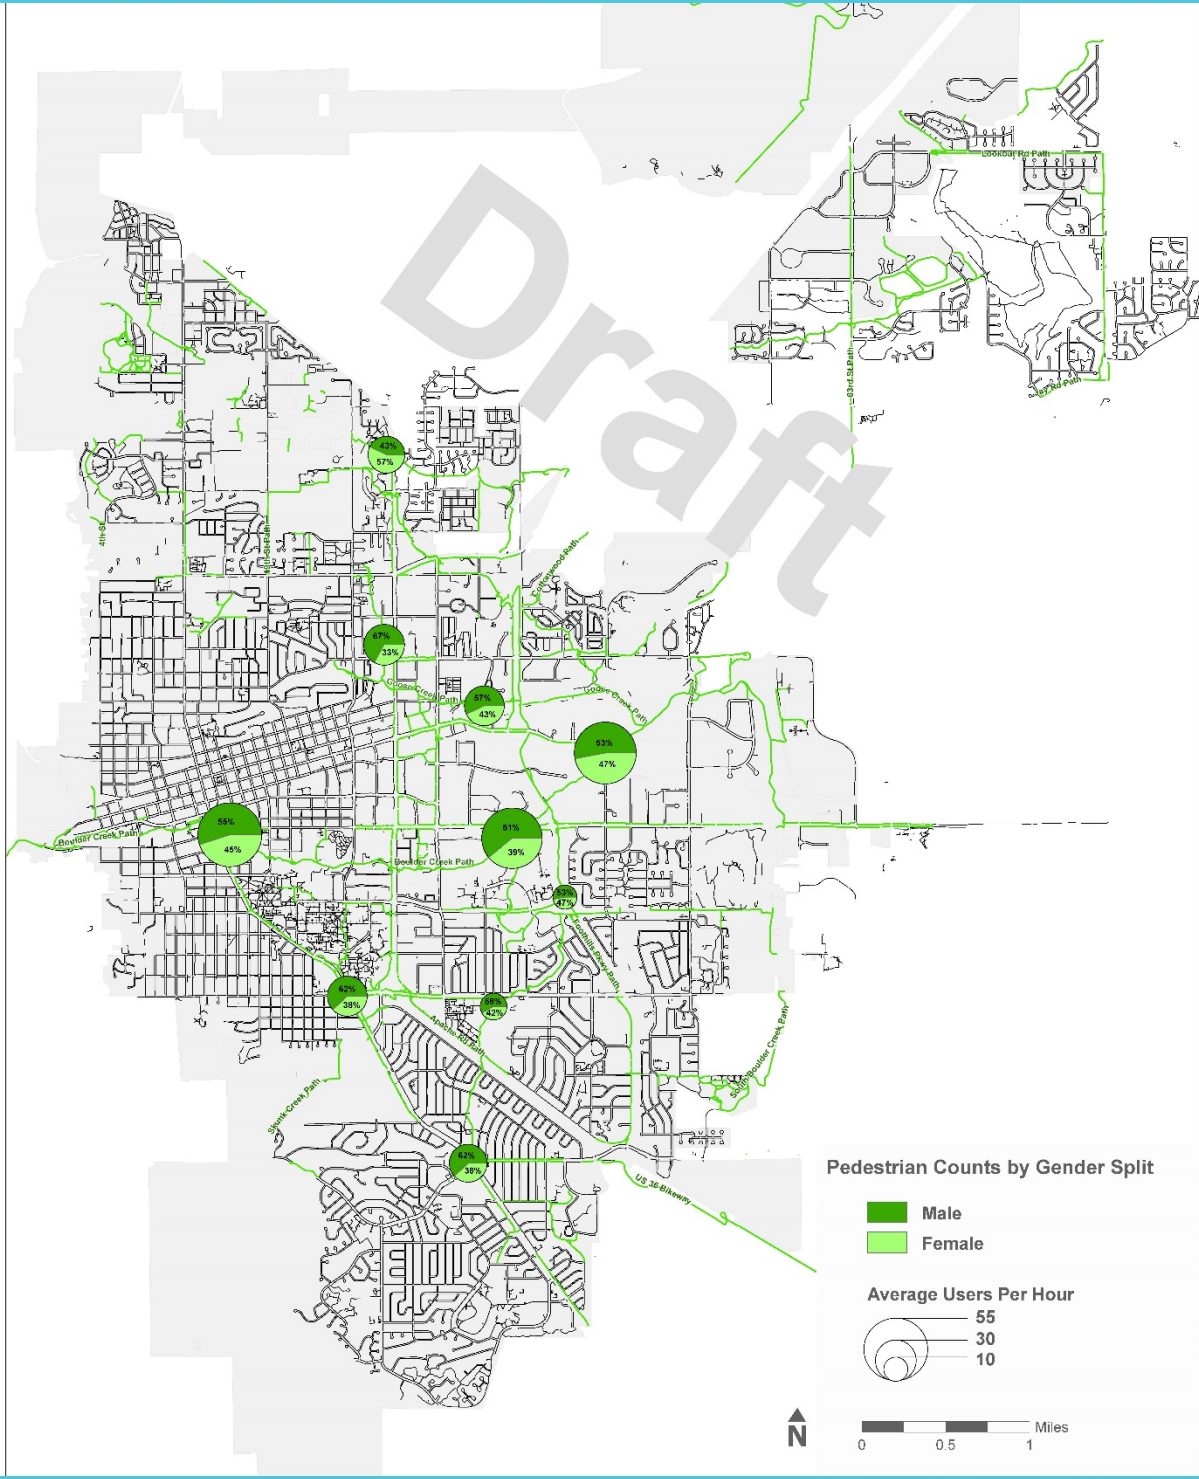 Draft
Lookout Rd Path
63rd St Path
Jay Rd Path
43%
57%
4th St
Cottonwood Path
67%
33%
Goose Creek Path
57%
43%
Goose Creek Path
53%
47%
55%
45%
Boulder Creek Path
61%
39%
Boulder Creek Path
53%
47%
Foothills Pkwy Path
62%
38%
58%
42%
Apache Rd Path
South Boulder Creek Path
Skunk Creek Path
62%
38%
US 36 Bikeway
Pedestrian Counts by Gender Split
Male
Female
Average Users Per Hour
55
30
10
N
Miles
0 0.5 1